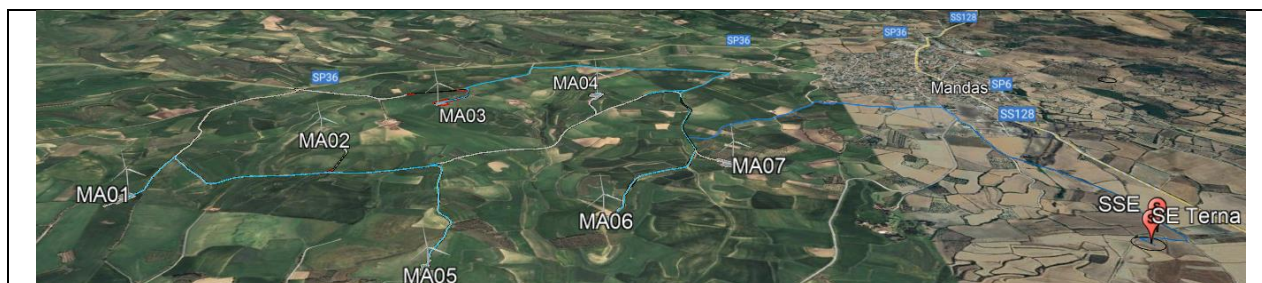 SS128
SP36
SP36
SP36
MA04
MA03
Mandas
SP6
SS128
MA02
MA07
MA01
MA06
SSE
SE Terna
MA05